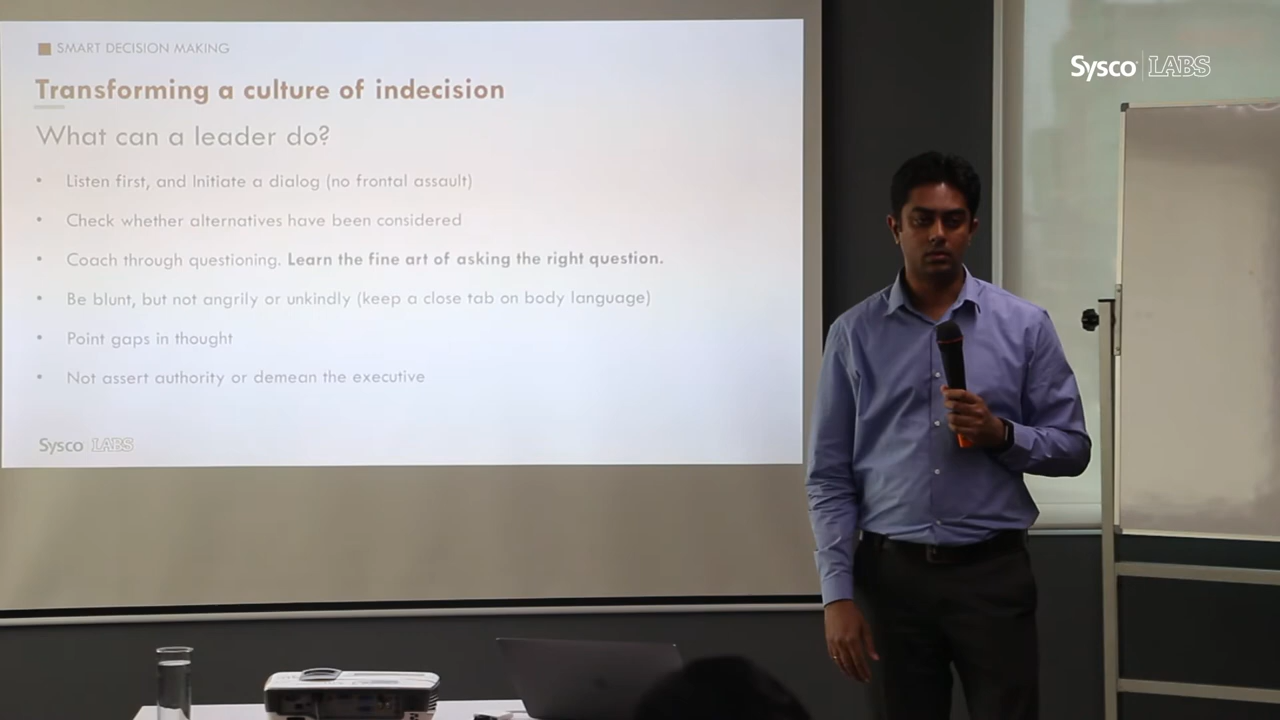 SMART DECISION MAKING
Transforming a culture of indecision
What can a leader do?
• Listen first, and Initiate a dialog (no frontal assault)
• Check whether alternatives have been considered
• Coach through questioning. Learn the fine art of asking the right question.
• Be blunt, but not angrily or unkindly (keep a close tab on body language)
• Point gaps in thought
• Not assert authority or demean the executive
Sysco LABS
Sysco LABS